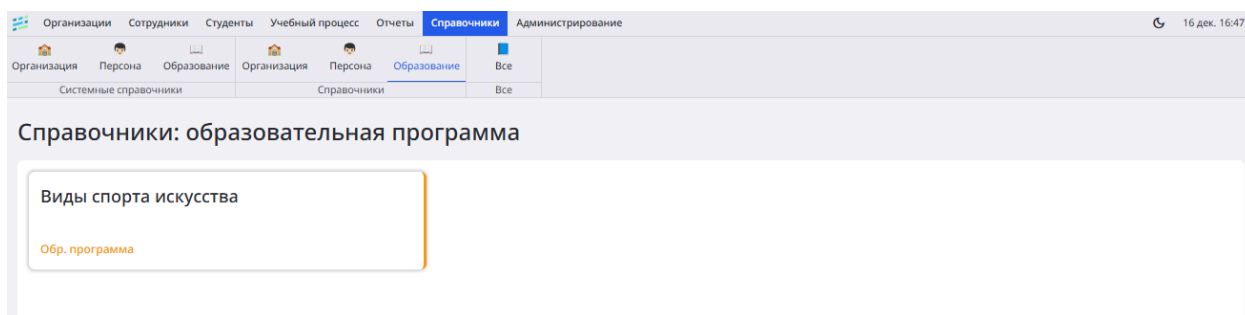 Организации Сотрудники Студенты Учебный процесс Отчеты Справочники Администрирование 16 дек. 16:47
Организация Персона Образование Организация Персона Образование Все
Системные справочники Справочники Все
Справочники: образовательная программа
Виды спорта искусства
Обр. программа